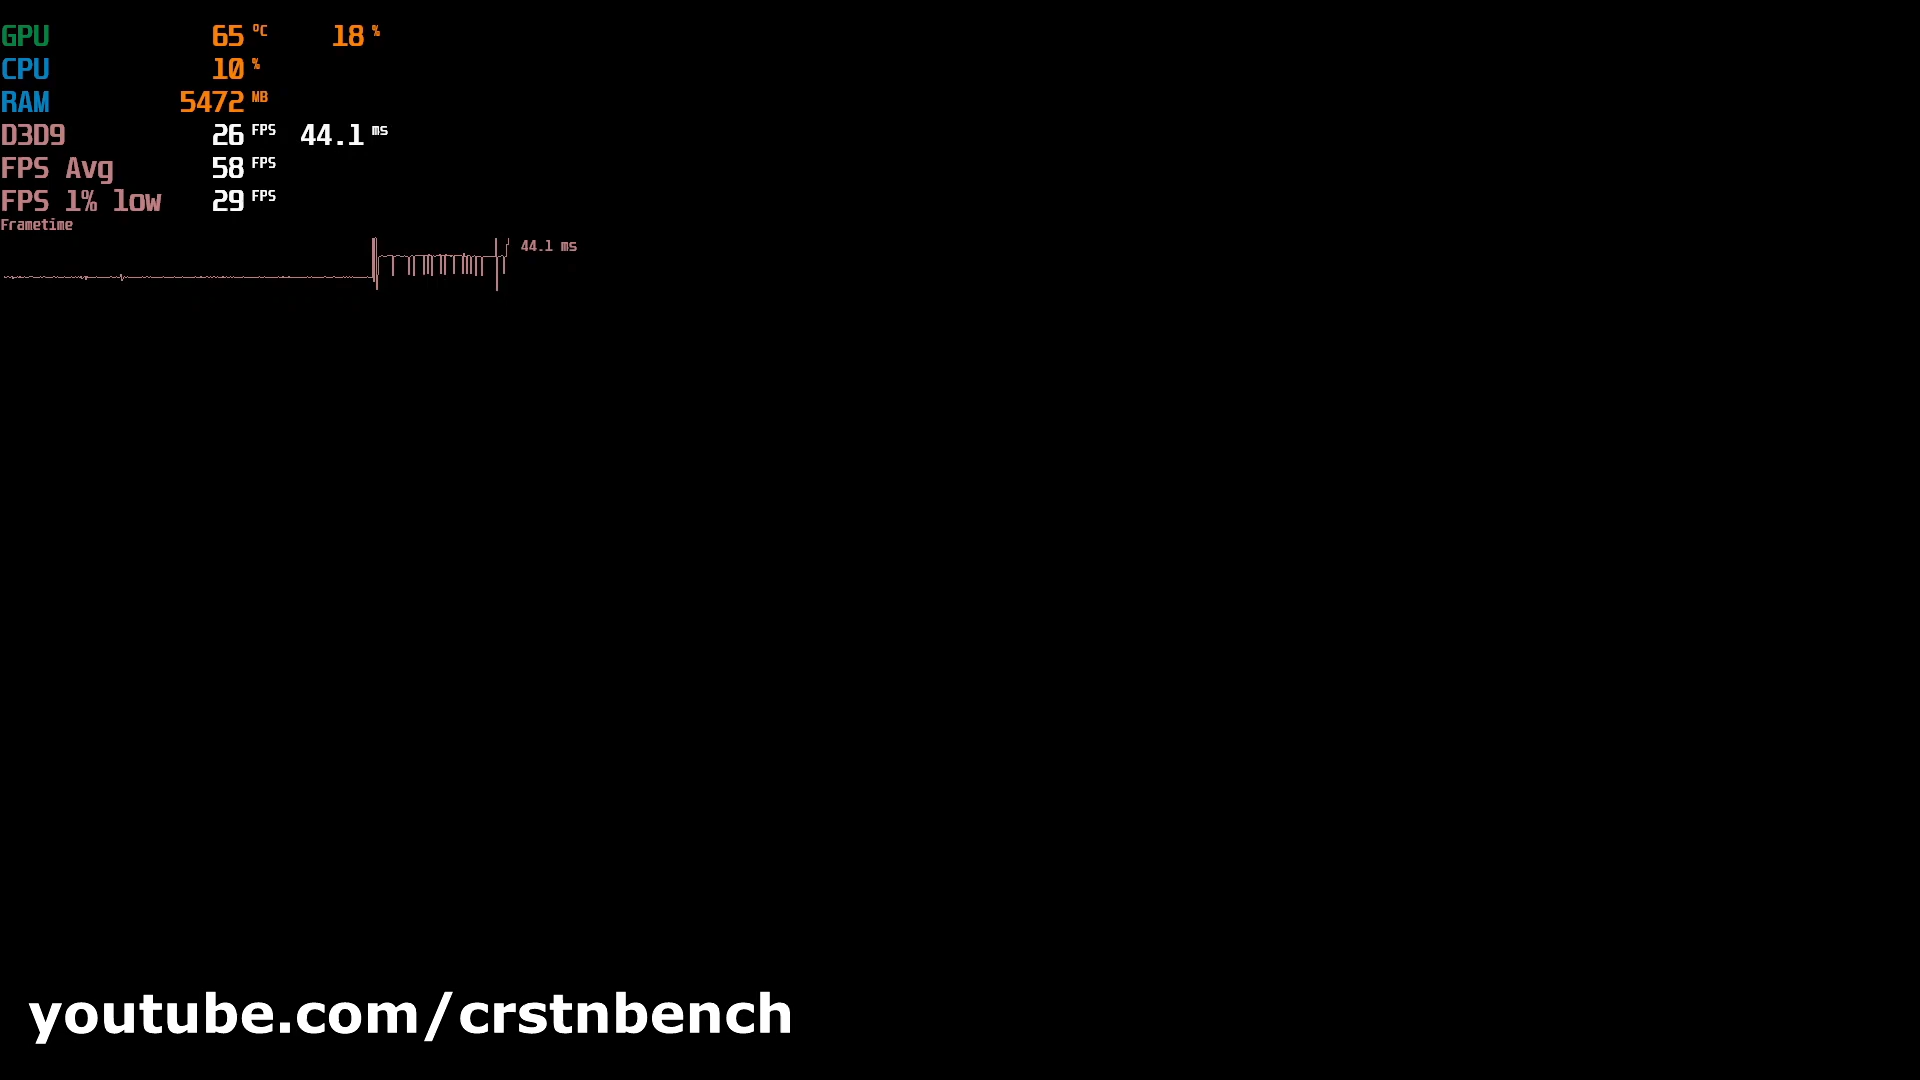 GPU 65 °C 18 %
CPU 10 %
RAM 5472 MB
D3D9 26 FPS 44.1 ms
FPS Avg 58 FPS
FPS 1% low 29 FPS
Frametime
44.1 ms
youtube.com/crstnbench